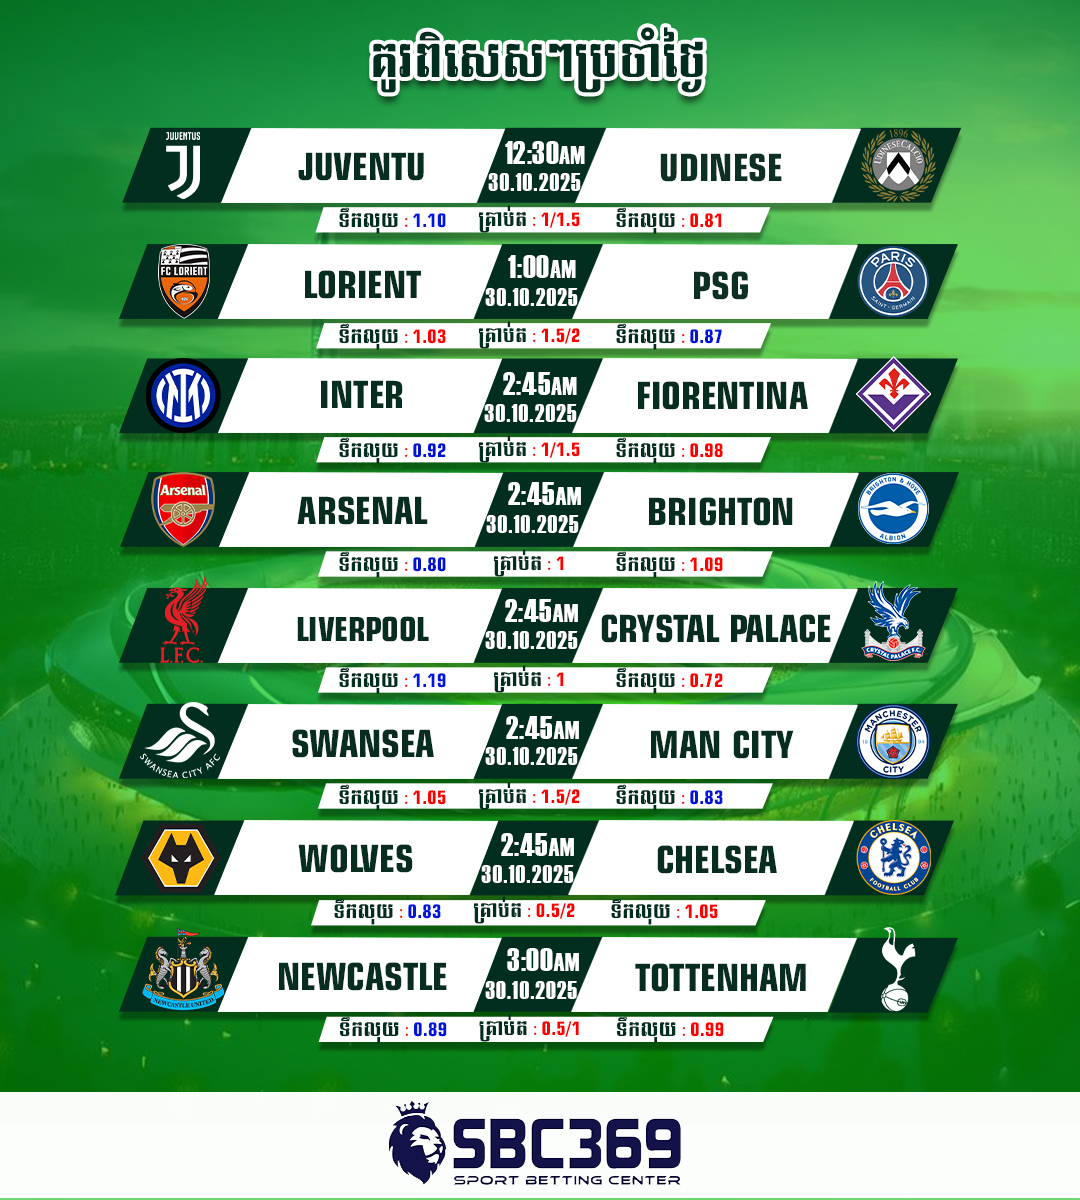 គូរពិសេសៗប្រចាំថ្ងៃ
JUVENTUS
JUVENTU
12:30AM
30.10.2025
UDINESE
1896
UDINESE CALCIO
ទឹកលុយ : 1.10 គ្រាប់ត : 1/1.5 ទឹកលុយ : 0.81
FC LORIENT
LORIENT
1:00AM
30.10.2025
PSG
PARIS
SAINT-GERMAIN
ទឹកលុយ : 1.03 គ្រាប់ត : 1.5/2 ទឹកលុយ : 0.87
INTER
2:45AM
30.10.2025
FIORENTINA
ទឹកលុយ : 0.92 គ្រាប់ត : 1/1.5 ទឹកលុយ : 0.98
Arsenal
ARSENAL
2:45AM
30.10.2025
BRIGHTON
BRIGHTON & HOVE
ALBION
ទឹកលុយ : 0.80 គ្រាប់ត : 1 ទឹកលុយ : 1.09
L.F.C.
LIVERPOOL
2:45AM
30.10.2025
CRYSTAL PALACE
CRYSTAL PALACE F.C.
ទឹកលុយ : 1.19 គ្រាប់ត : 1 ទឹកលុយ : 0.72
SWANSEA CITY AFC
SWANSEA
2:45AM
30.10.2025
MAN CITY
MANCHESTER
18 94
CITY
ទឹកលុយ : 1.05 គ្រាប់ត : 1.5/2 ទឹកលុយ : 0.83
WOLVES
2:45AM
30.10.2025
CHELSEA
CHELSEA
FOOTBALL CLUB
ទឹកលុយ : 0.83 គ្រាប់ត : 0.5/2 ទឹកលុយ : 1.05
NEWCASTLE UNITED
NEWCASTLE
3:00AM
30.10.2025
TOTTENHAM
ទឹកលុយ : 0.89 គ្រាប់ត : 0.5/1 ទឹកលុយ : 0.99
SBC369
SPORT BETTING CENTER